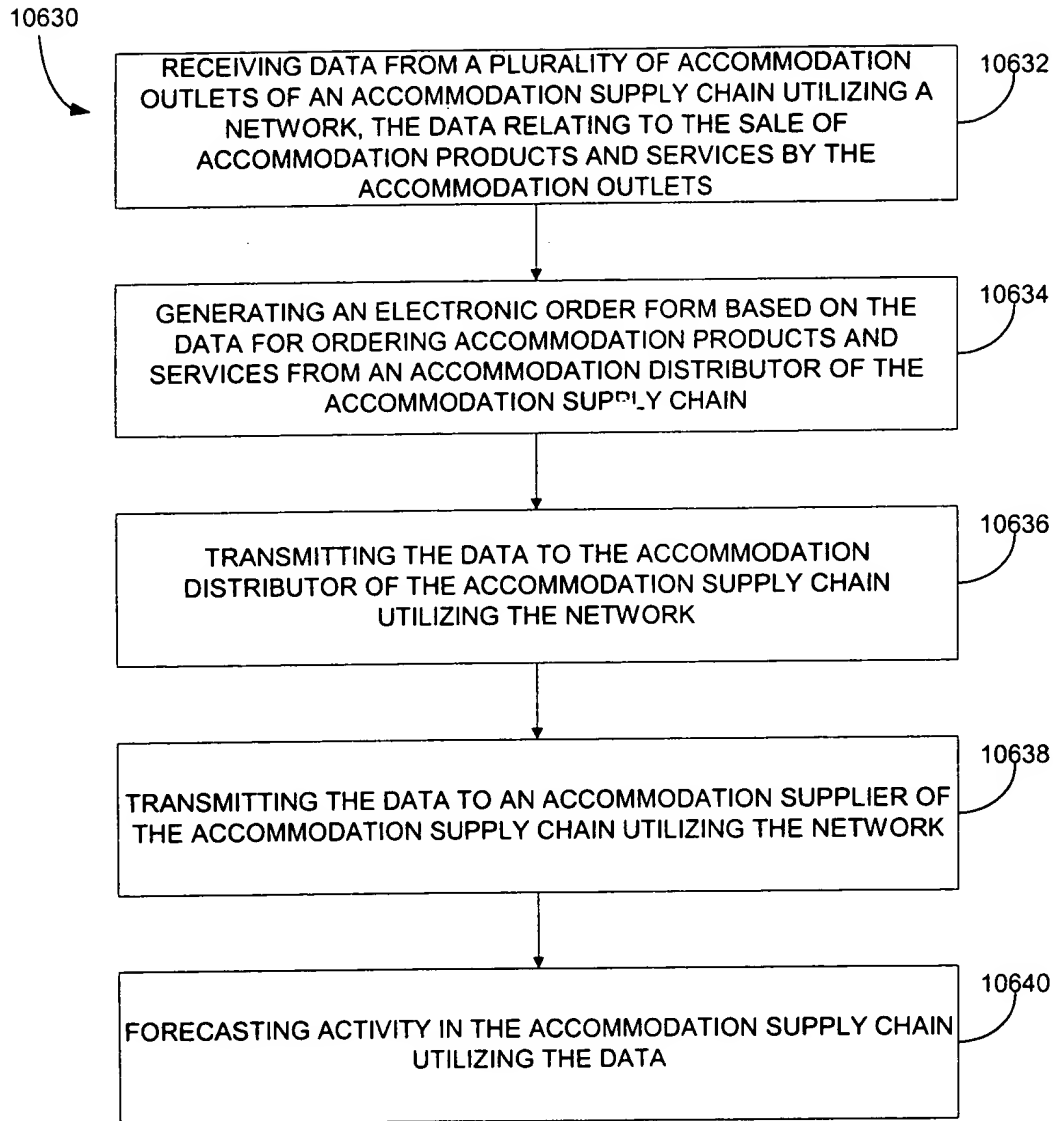 10630
RECEIVING DATA FROM A PLURALITY OF ACCOMMODATION
OUTLETS OF AN ACCOMMODATION SUPPLY CHAIN UTILIZING A
NETWORK, THE DATA RELATING TO THE SALE OF
ACCOMMODATION PRODUCTS AND SERVICES BY THE
ACCOMMODATION OUTLETS
10632
GENERATING AN ELECTRONIC ORDER FORM BASED ON THE
DATA FOR ORDERING ACCOMMODATION PRODUCTS AND
SERVICES FROM AN ACCOMMODATION DISTRIBUTOR OF THE
ACCOMMODATION SUPPLY CHAIN
10634
TRANSMITTING THE DATA TO THE ACCOMMODATION
DISTRIBUTOR OF THE ACCOMMODATION SUPPLY CHAIN
UTILIZING THE NETWORK
10636
TRANSMITTING THE DATA TO AN ACCOMMODATION SUPPLIER OF
THE ACCOMMODATION SUPPLY CHAIN UTILIZING THE NETWORK
10638
FORECASTING ACTIVITY IN THE ACCOMMODATION SUPPLY CHAIN
UTILIZING THE DATA
10640